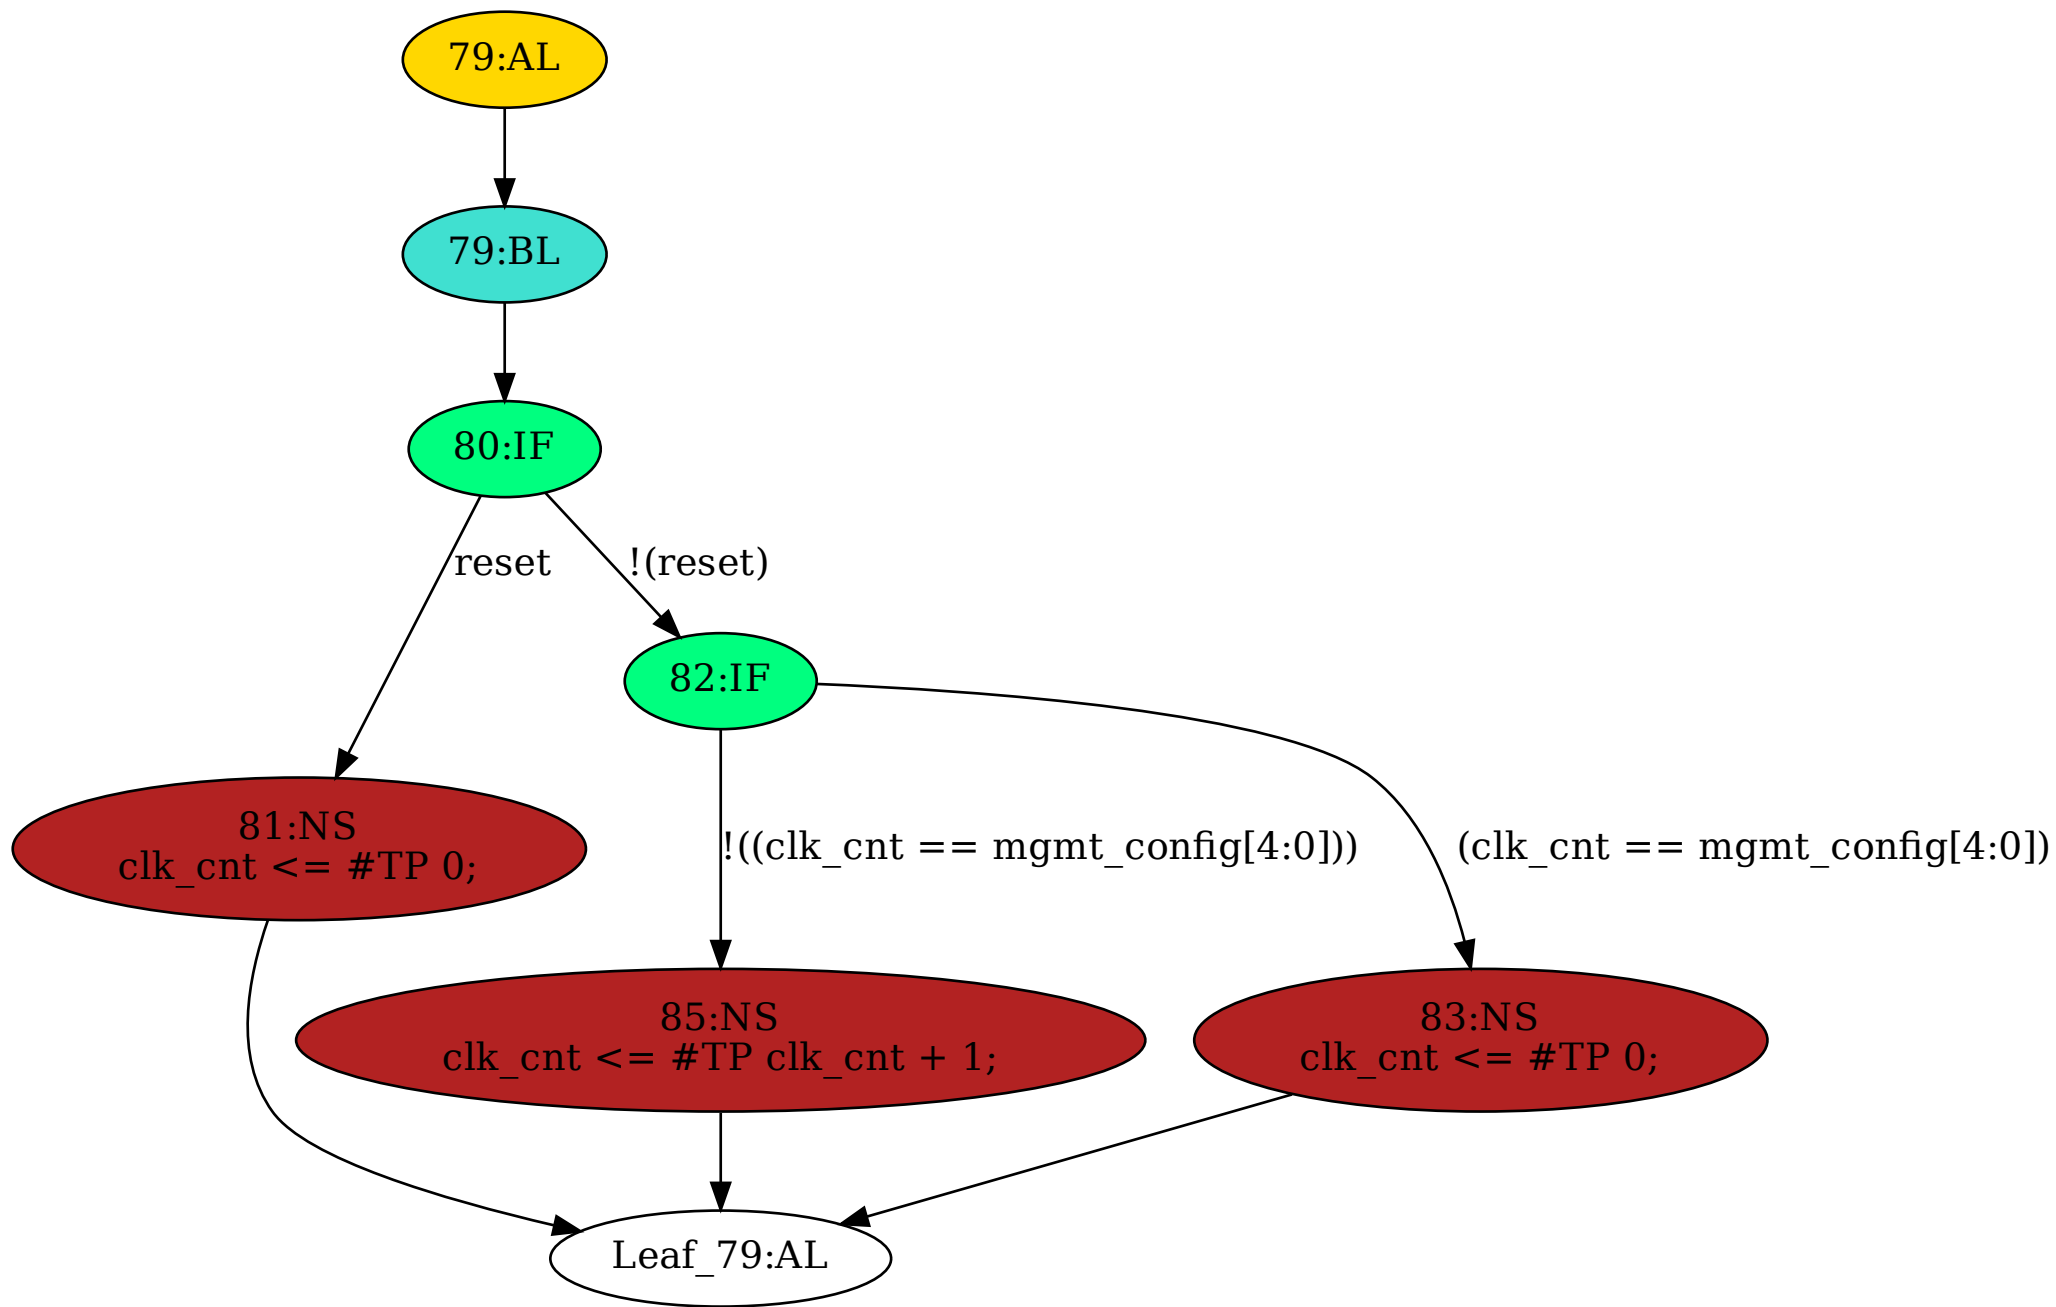 79:AL
79:BL
80:IF
reset
!(reset)
82:IF
81:NS
clk_cnt <= #TP 0;
!((clk_cnt == mgmt_config[4:0]))
(clk_cnt == mgmt_config[4:0])
85:NS
clk_cnt <= #TP clk_cnt + 1;
83:NS
clk_cnt <= #TP 0;
Leaf_79:AL